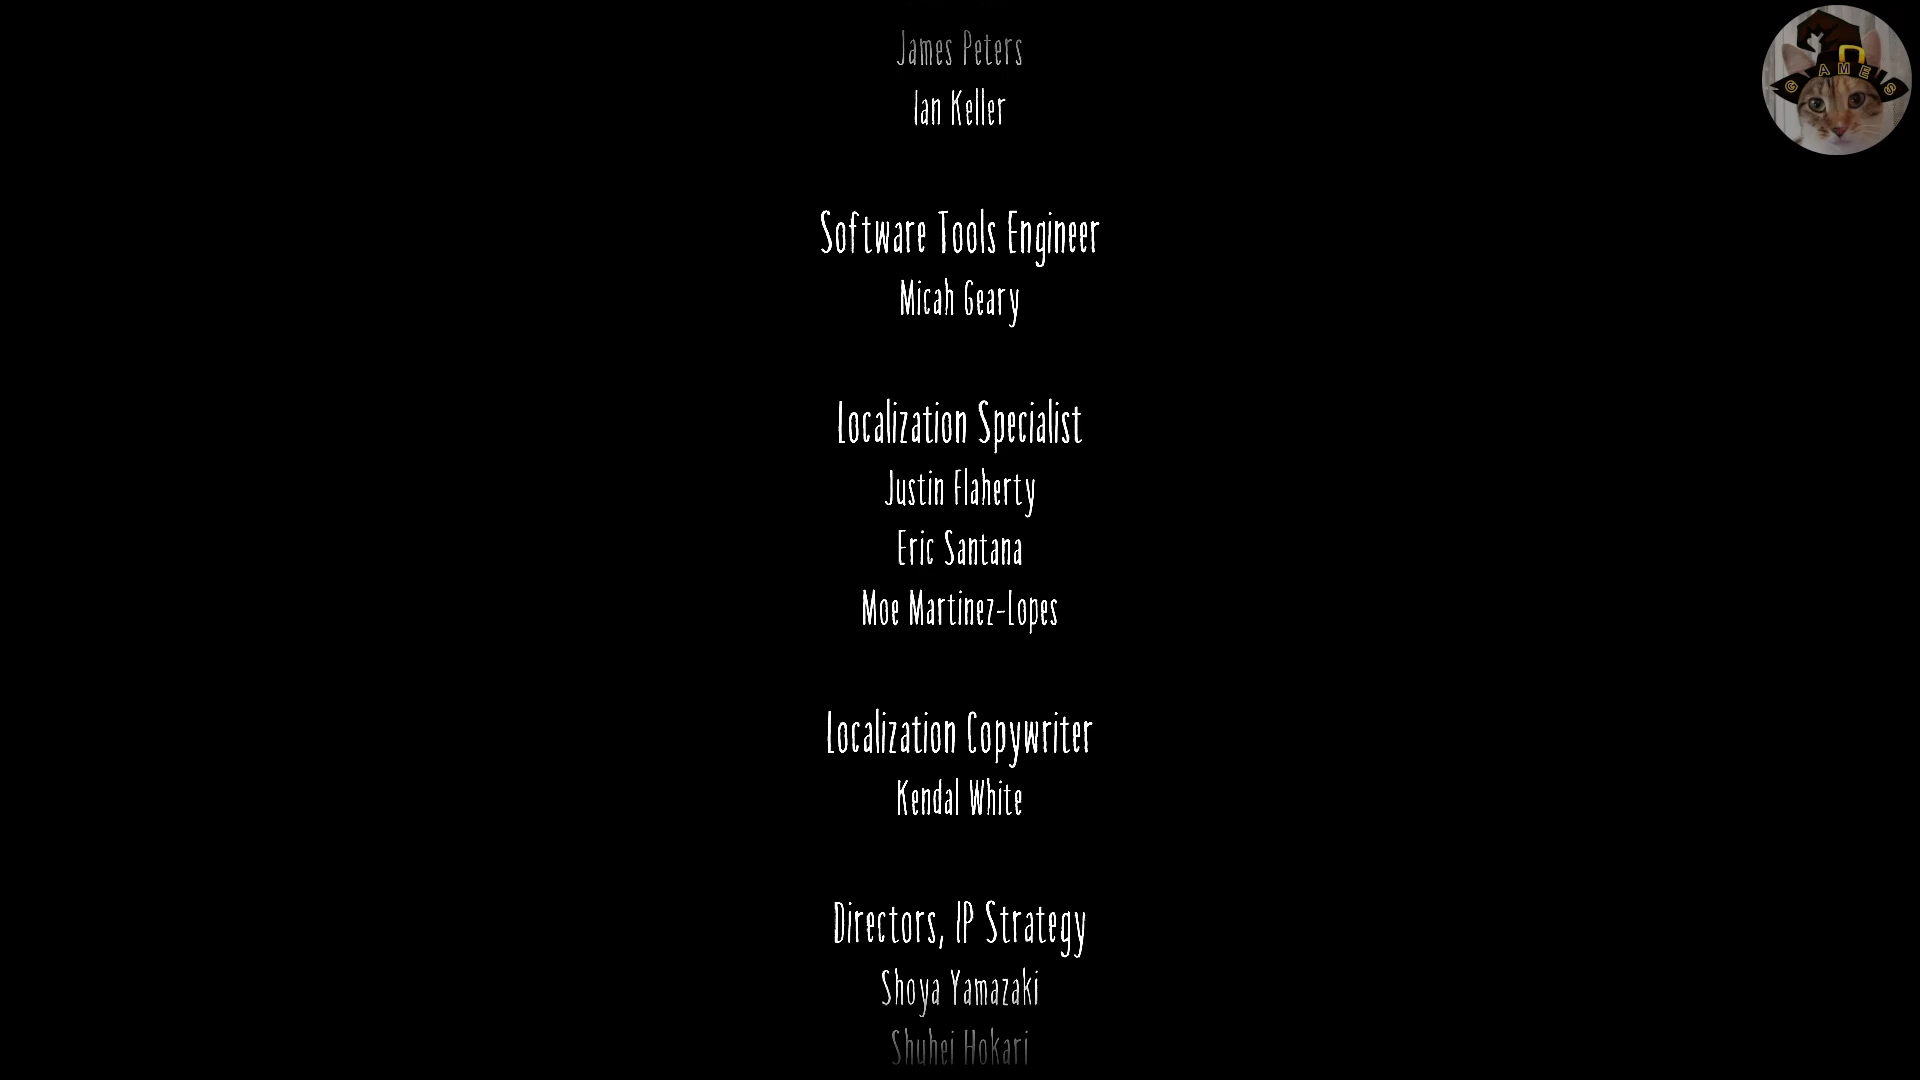 James Peters
Ian Keller
Software Tools Engineer
Micah Geary
Localization Specialist
Justin Flaherty
Eric Santana
Moe Martinez-Lopes
Localization Copywriter
Kendal White
Directors, IP Strategy
Shoya Yamazaki
Shuhei Hokari
GAMES